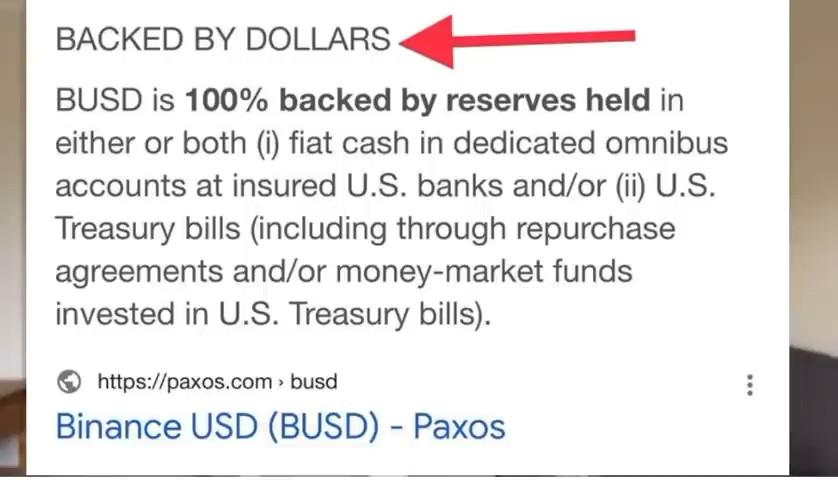 BACKED BY DOLLARS
BUSD is 100% backed by reserves held in
either or both (i) fiat cash in dedicated omnibus
accounts at insured U.S. banks and/or (ii) U.S.
Treasury bills (including through repurchase
agreements and/or money-market funds
invested in U.S. Treasury bills).
https://paxos.com › busd
Binance USD (BUSD) - Paxos